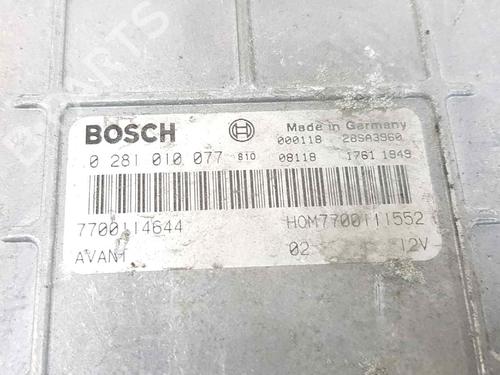 BOSCH Made in Germany
000118 28SA3960
0 281 010 077 810 08118 1761 1949
7700114644 HOM7700111552
AVANT 02 12V
PARTS